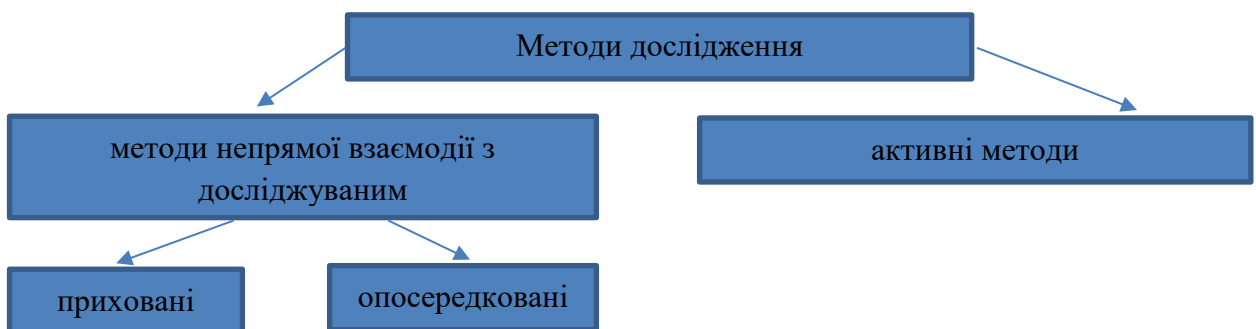 Методи дослідження
методи непрямої взаємодії з
досліджуваним
активні методи
приховані
опосередковані